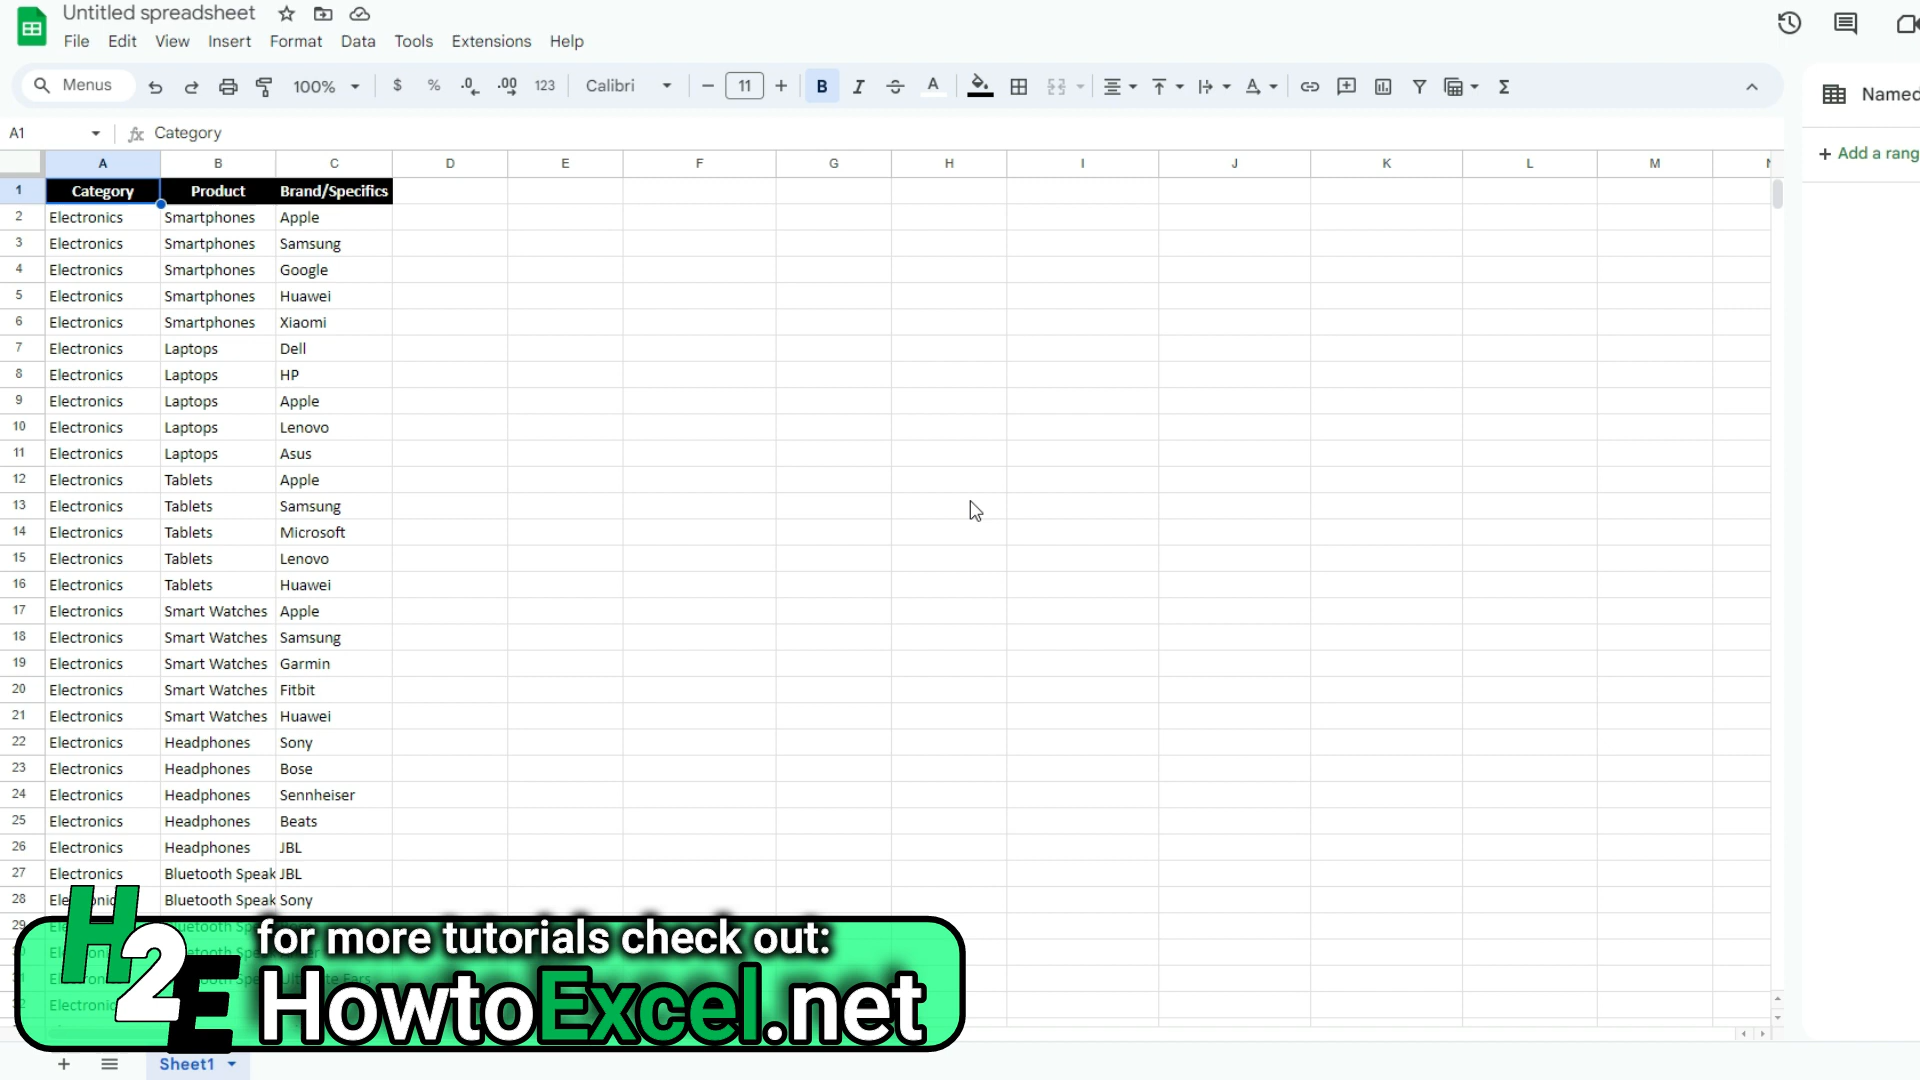 Untitled spreadsheet
File Edit View Insert Format Data Tools Extensions Help
Menus 100% $ % .0 .00 123 Calibri 11 B I A Σ
Named
A1 fx Category
+ Add a rang
A B C D E F G H I J K L M
1 Category Product Brand/Specifics
2 Electronics Smartphones Apple
3 Electronics Smartphones Samsung
4 Electronics Smartphones Google
5 Electronics Smartphones Huawei
6 Electronics Smartphones Xiaomi
7 Electronics Laptops Dell
8 Electronics Laptops HP
9 Electronics Laptops Apple
10 Electronics Laptops Lenovo
11 Electronics Laptops Asus
12 Electronics Tablets Apple
13 Electronics Tablets Samsung
14 Electronics Tablets Microsoft
15 Electronics Tablets Lenovo
16 Electronics Tablets Huawei
17 Electronics Smart Watches Apple
18 Electronics Smart Watches Samsung
19 Electronics Smart Watches Garmin
20 Electronics Smart Watches Fitbit
21 Electronics Smart Watches Huawei
22 Electronics Headphones Sony
23 Electronics Headphones Bose
24 Electronics Headphones Sennheiser
25 Electronics Headphones Beats
26 Electronics Headphones JBL
27 Electronics Bluetooth Speak JBL
28 Bluetooth Speak Sony
29
H2E
for more tutorials check out:
HowtoExcel.net
+ Sheet1